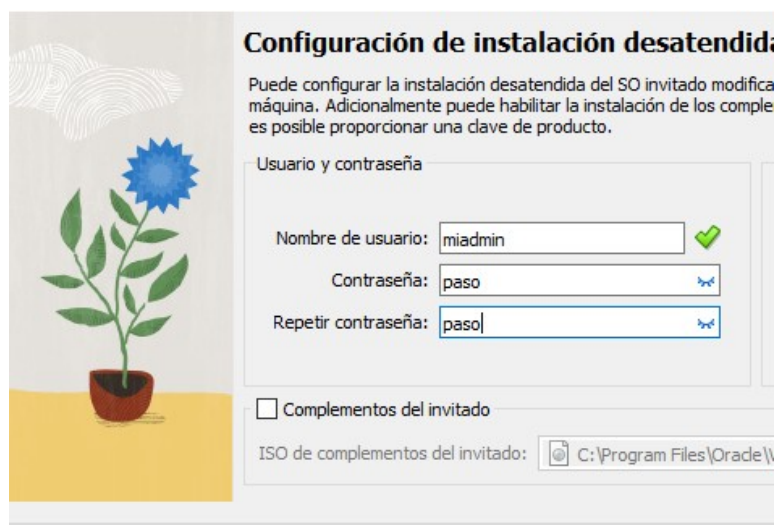 Configuración de instalación desatendida
Puede configurar la instalación desatendida del SO invitado modifica
máquina. Adicionalmente puede habilitar la instalación de los comple
es posible proporcionar una clave de producto.
Usuario y contraseña
Nombre de usuario: miadmin
Contraseña: paso
Repetir contraseña: paso
Complementos del invitado
ISO de complementos del invitado: C:\Program Files\Oracle\V